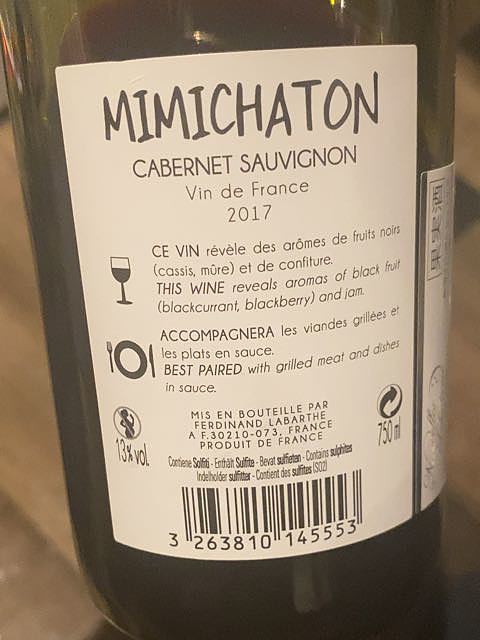 MIMICHATON
CABERNET SAUVIGNON
Vin de France
2017
CE VIN révèle des arômes de fruits noirs
(cassis, mûre) et de confiture.
THIS WINE reveals aromas of black fruit
(blackcurrant, blackberry) and jam.
ACCOMPAGNERA les viandes grillées et
les plats en sauce.
BEST PAIRED with grilled meat and dishes
in sauce.
MIS EN BOUTEILLE PAR
FERDINAND LABARTHE
A F.30210-073, FRANCE
PRODUIT DE FRANCE
13% vol.
750 ml
Contiene Solfiti - Enthält Sulfite - Bevat sulfieten - Contains sulphites
Indeholder sulfitter - Contient des sulfites (SO2)
3 263810 145553
果実酒